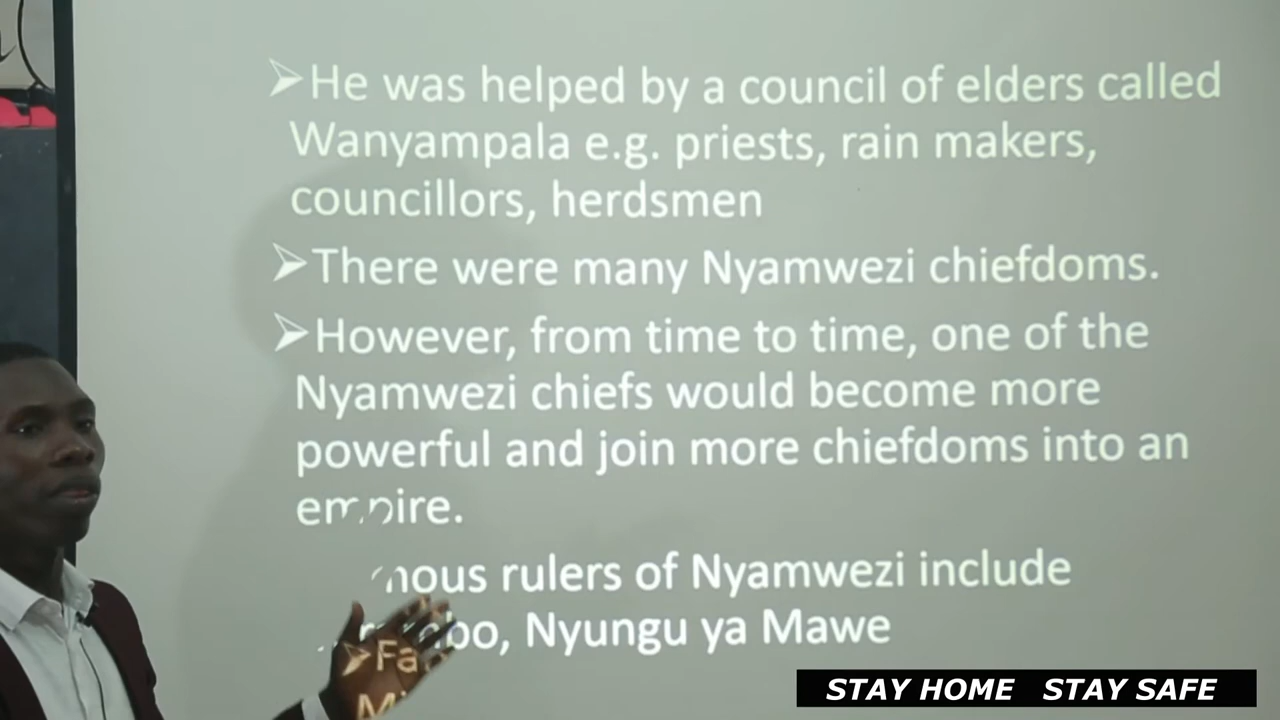 ➢He was helped by a council of elders called
Wanyampala e.g. priests, rain makers,
councillors, herdsmen
➢There were many Nyamwezi chiefdoms.
➢However, from time to time, one of the
Nyamwezi chiefs would become more
powerful and join more chiefdoms into an
empire.
rulers of Nyamwezi include
Nyungu ya Mawe
STAY HOME STAY SAFE